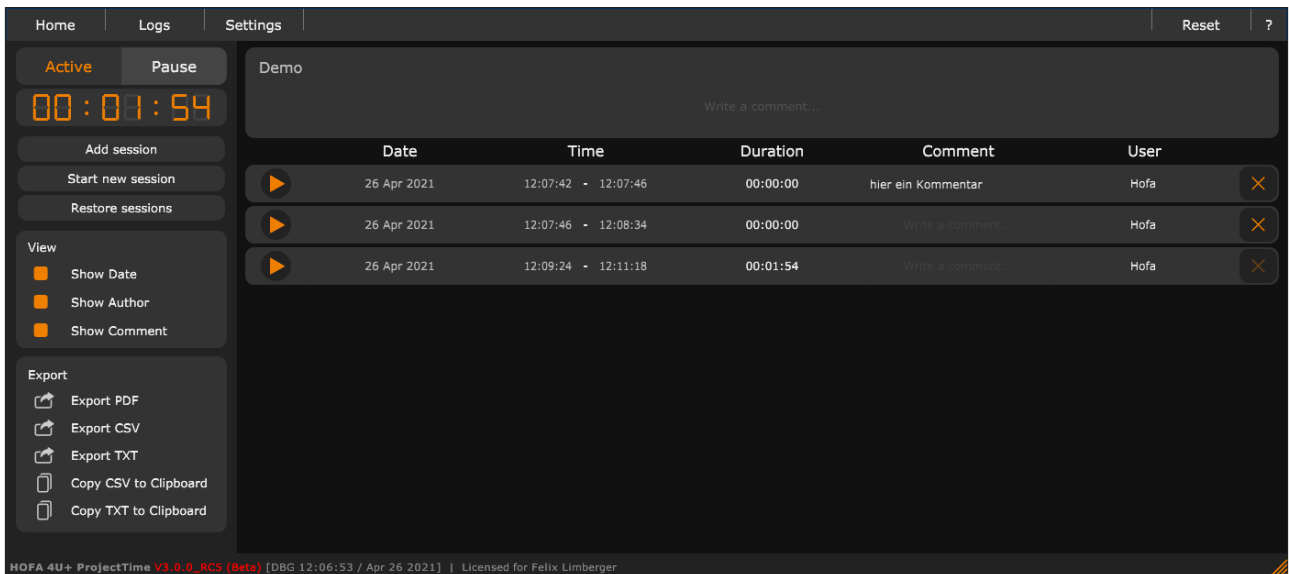 Home Logs Settings Reset ?
Active Pause
00:01:54
Add session
Start new session
Restore sessions
View
Show Date
Show Author
Show Comment
Export
Export PDF
Export CSV
Export TXT
Copy CSV to Clipboard
Copy TXT to Clipboard
Demo
Write a comment...
Date Time Duration Comment User
26 Apr 2021 12:07:42 - 12:07:46 00:00:00 hier ein Kommentar Hofa
26 Apr 2021 12:07:46 - 12:08:34 00:00:00 Write a comment... Hofa
26 Apr 2021 12:09:24 - 12:11:18 00:01:54 Write a comment... Hofa
HOFA 4U+ ProjectTime V3.0.0_RC5 (Beta) [DBG 12:06:53 / Apr 26 2021] | Licensed for Felix Limberger